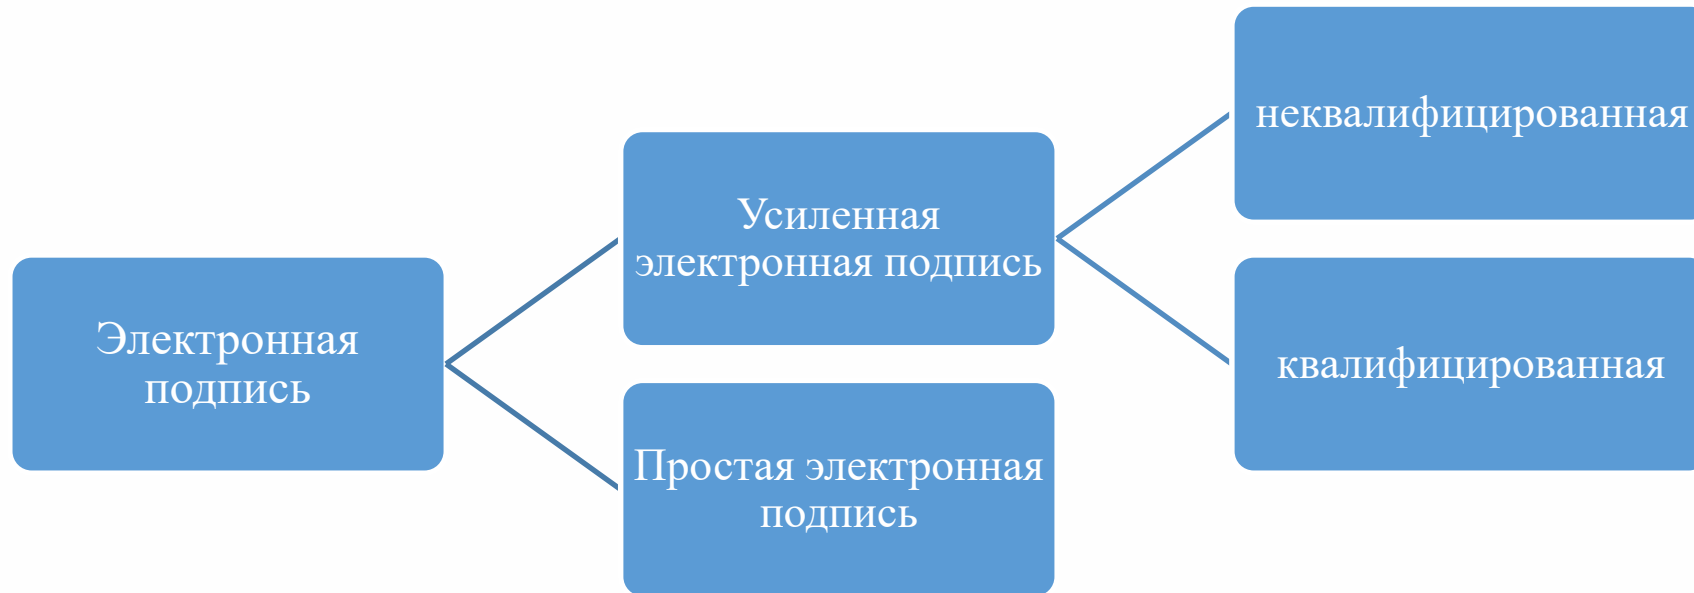 Электронная
подпись
Усиленная
электронная подпись
Простая электронная
подпись
неквалифицированная
квалифицированная